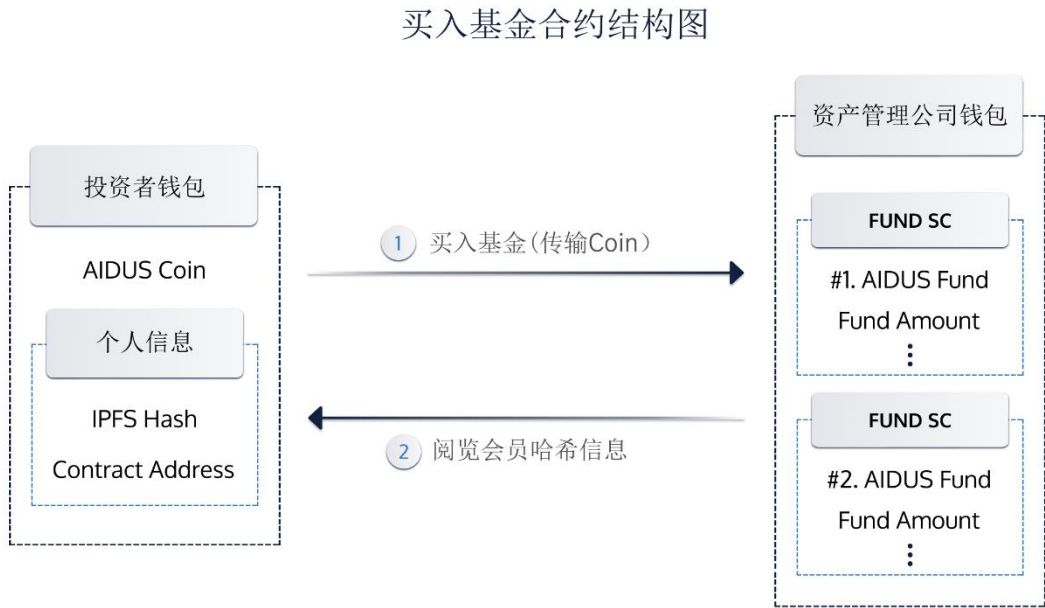 买入基金合约结构图
投资者钱包
AIDUS Coin
个人信息
IPFS Hash
Contract Address
1 买入基金(传输Coin）
2 阅览会员哈希信息
资产管理公司钱包
FUND SC
#1. AIDUS Fund
Fund Amount
⋮
FUND SC
#2. AIDUS Fund
Fund Amount
⋮